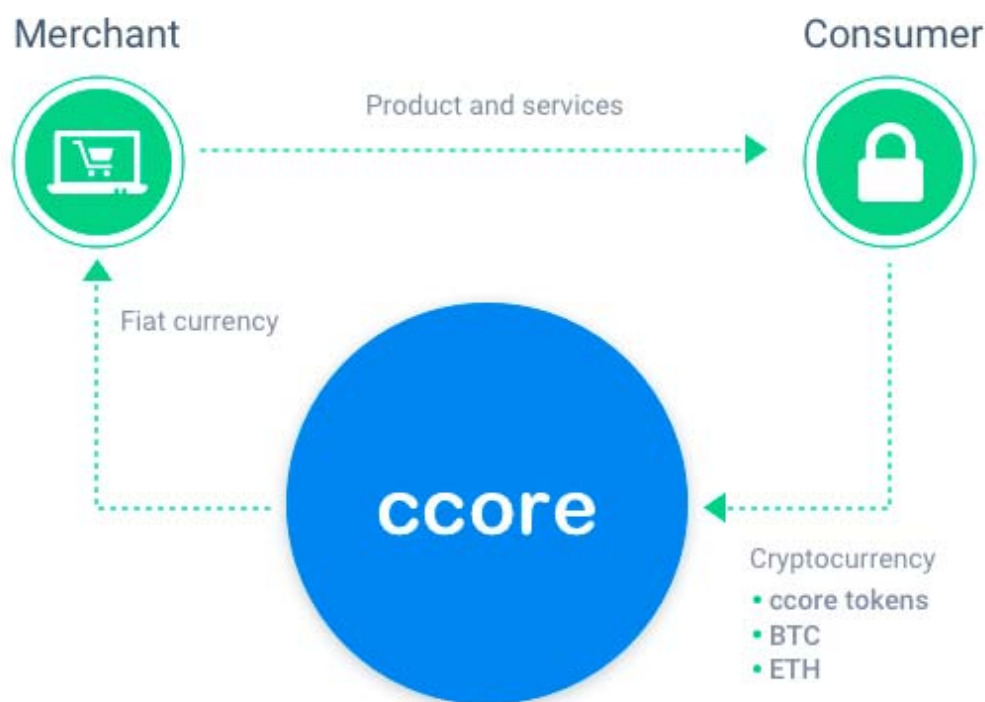 Merchant
Consumer
Product and services
Fiat currency
ccore
Cryptocurrency
• ccore tokens
• BTC
• ETH